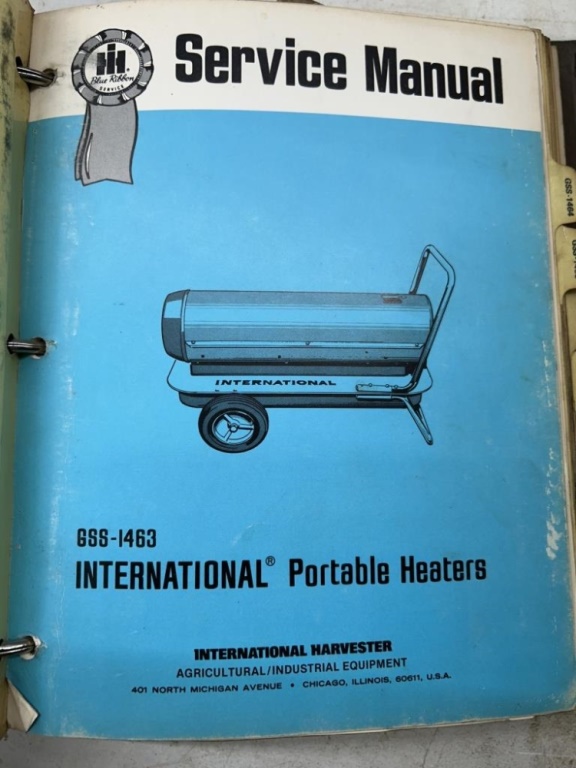 IH
Blue Ribbon
SERVICE
Service Manual
GSS-1464
INTERNATIONAL
GSS-1463
INTERNATIONAL® Portable Heaters
INTERNATIONAL HARVESTER
AGRICULTURAL/INDUSTRIAL EQUIPMENT
401 NORTH MICHIGAN AVENUE • CHICAGO, ILLINOIS, 60611, U.S.A.